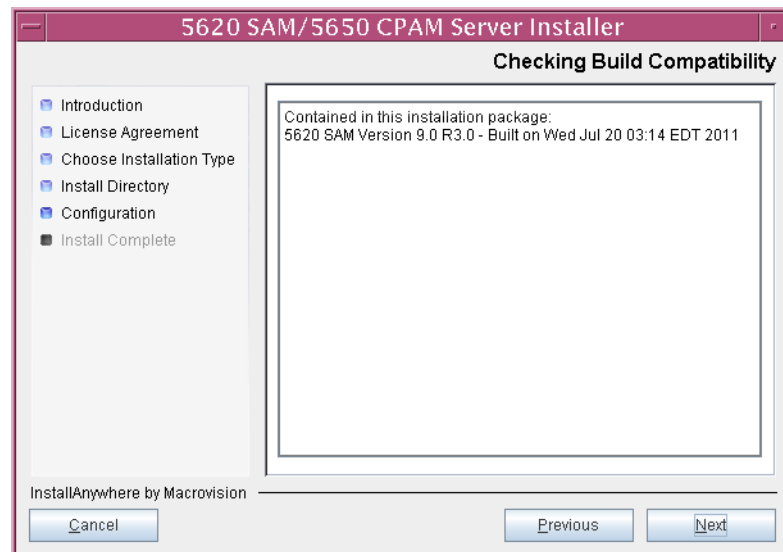 5620 SAM/5650 CPAM Server Installer
Checking Build Compatibility
Introduction
License Agreement
Choose Installation Type
Install Directory
Configuration
Install Complete
Contained in this installation package:
5620 SAM Version 9.0 R3.0 - Built on Wed Jul 20 03:14 EDT 2011
InstallAnywhere by Macrovision
Cancel
Previous
Next